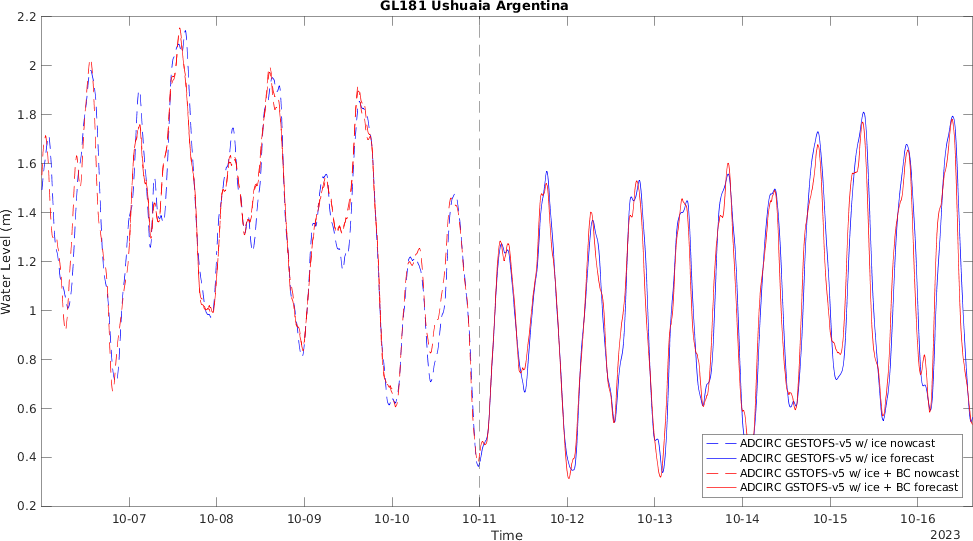 GL181 Ushuaia Argentina
2.2
2
1.8
1.6
1.4
1.2
1
0.8
0.6
0.4
0.2
Water Level (m)
ADCIRC GESTOFS-v5 w/ ice nowcast
ADCIRC GESTOFS-v5 w/ ice forecast
ADCIRC GSTOFS-v5 w/ ice + BC nowcast
ADCIRC GSTOFS-v5 w/ ice + BC forecast
10-07 10-08 10-09 10-10 10-11 10-12 10-13 10-14 10-15 10-16
Time
2023